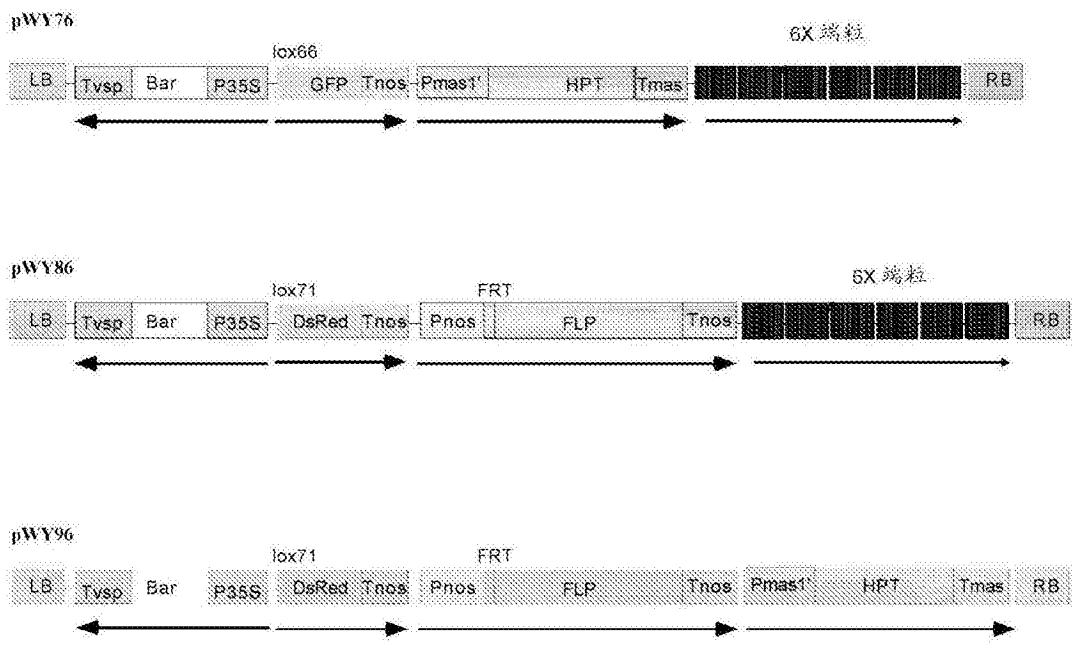 pWY76
lox66
6X 端粒
LB Tvsp Bar P35S GFP Tnos Pmas1' HPT Tmas RB
pWY86
lox71 FRT
6X 端粒
LB Tvsp Bar P35S DsRed Tnos Pnos FLP Tnos RB
pWY96
lox71 FRT
LB Tvsp Bar P35S DsRed Tnos Pnos FLP Tnos Pmas1' HPT Tmas RB